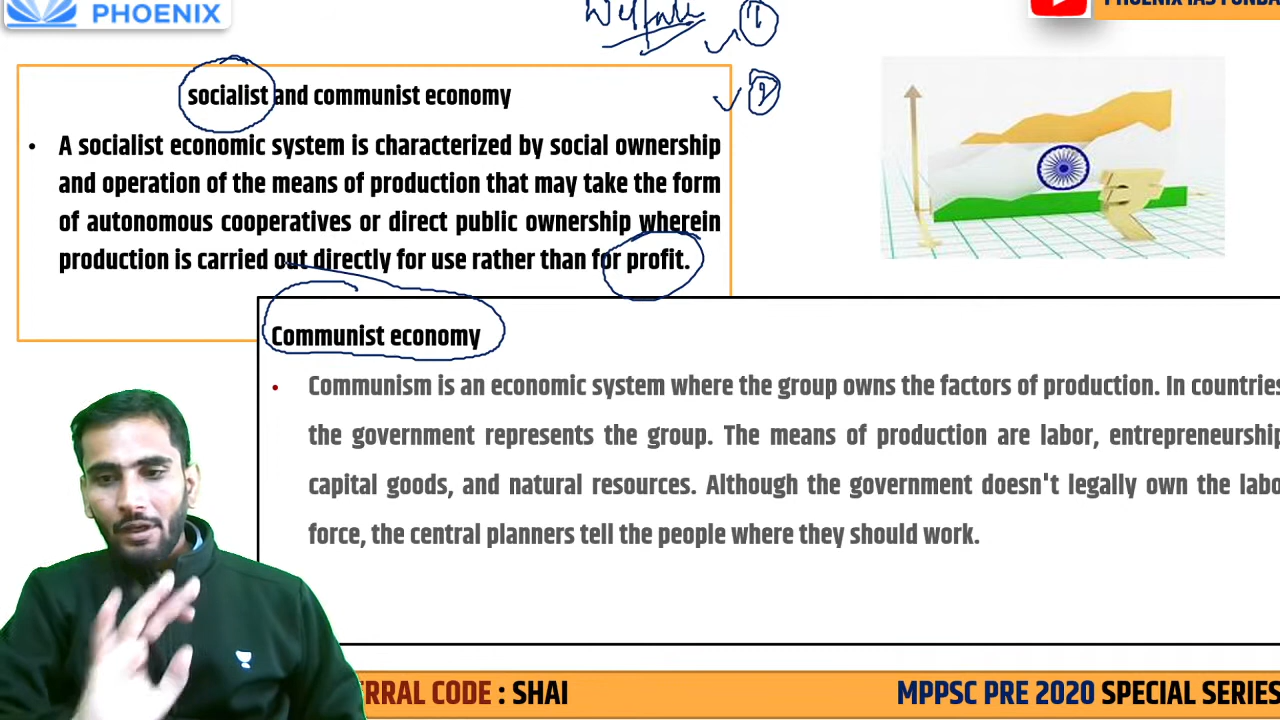 PHOENIX
Welfare
1
2
PHOENIX IAS FUNDA
socialist and communist economy
• A socialist economic system is characterized by social ownership
and operation of the means of production that may take the form
of autonomous cooperatives or direct public ownership wherein
production is carried out directly for use rather than for profit.
Communist economy
• Communism is an economic system where the group owns the factors of production. In countries
the government represents the group. The means of production are labor, entrepreneurship
capital goods, and natural resources. Although the government doesn't legally own the labo
force, the central planners tell the people where they should work.
RRAL CODE : SHAI
MPPSC PRE 2020 SPECIAL SERIES